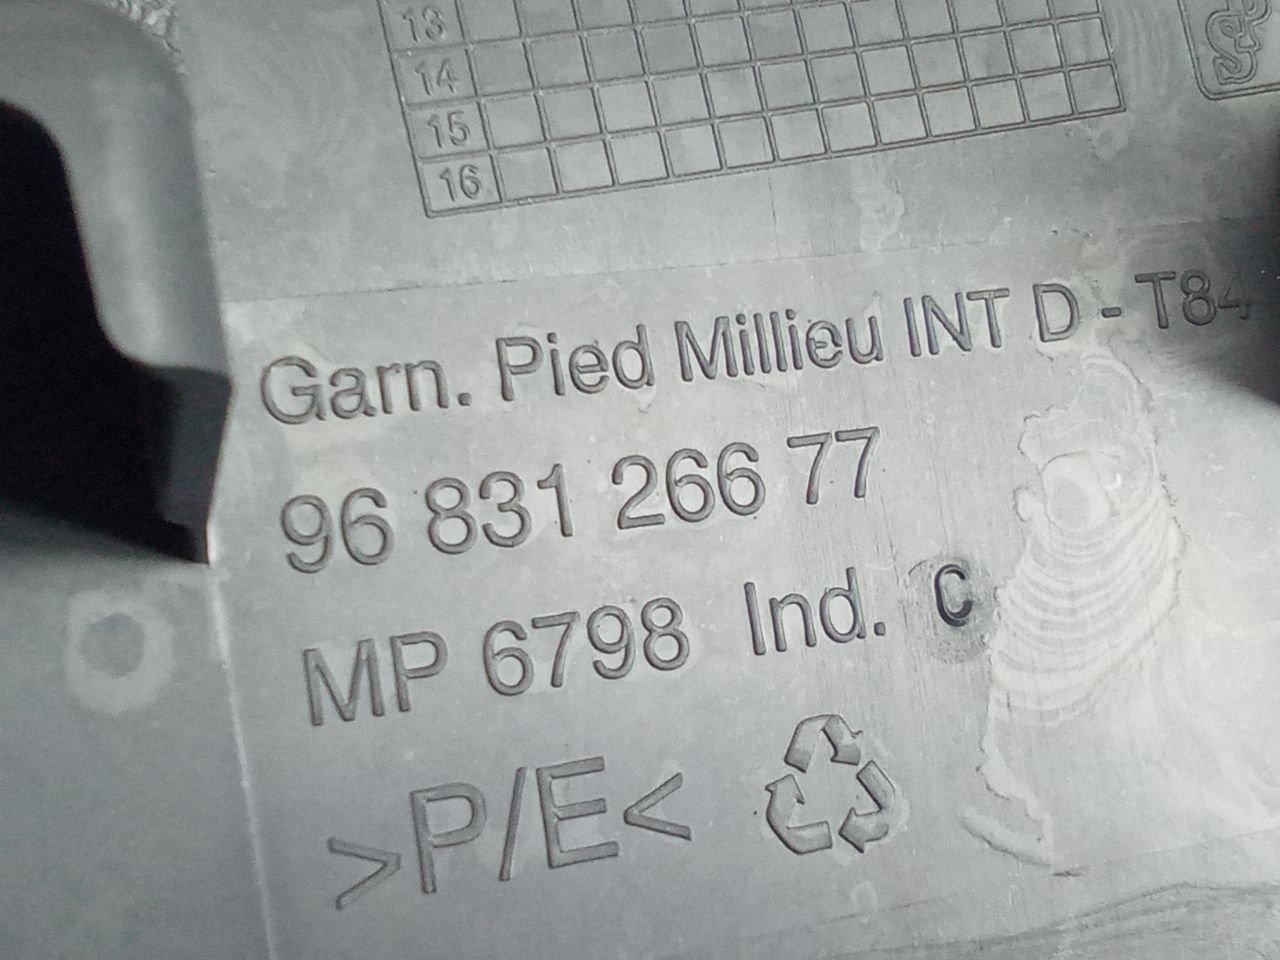 13
14
15
16
Garn. Pied Millieu INT D - T84
96 831 266 77
MP 6798 Ind. C
>P/E<